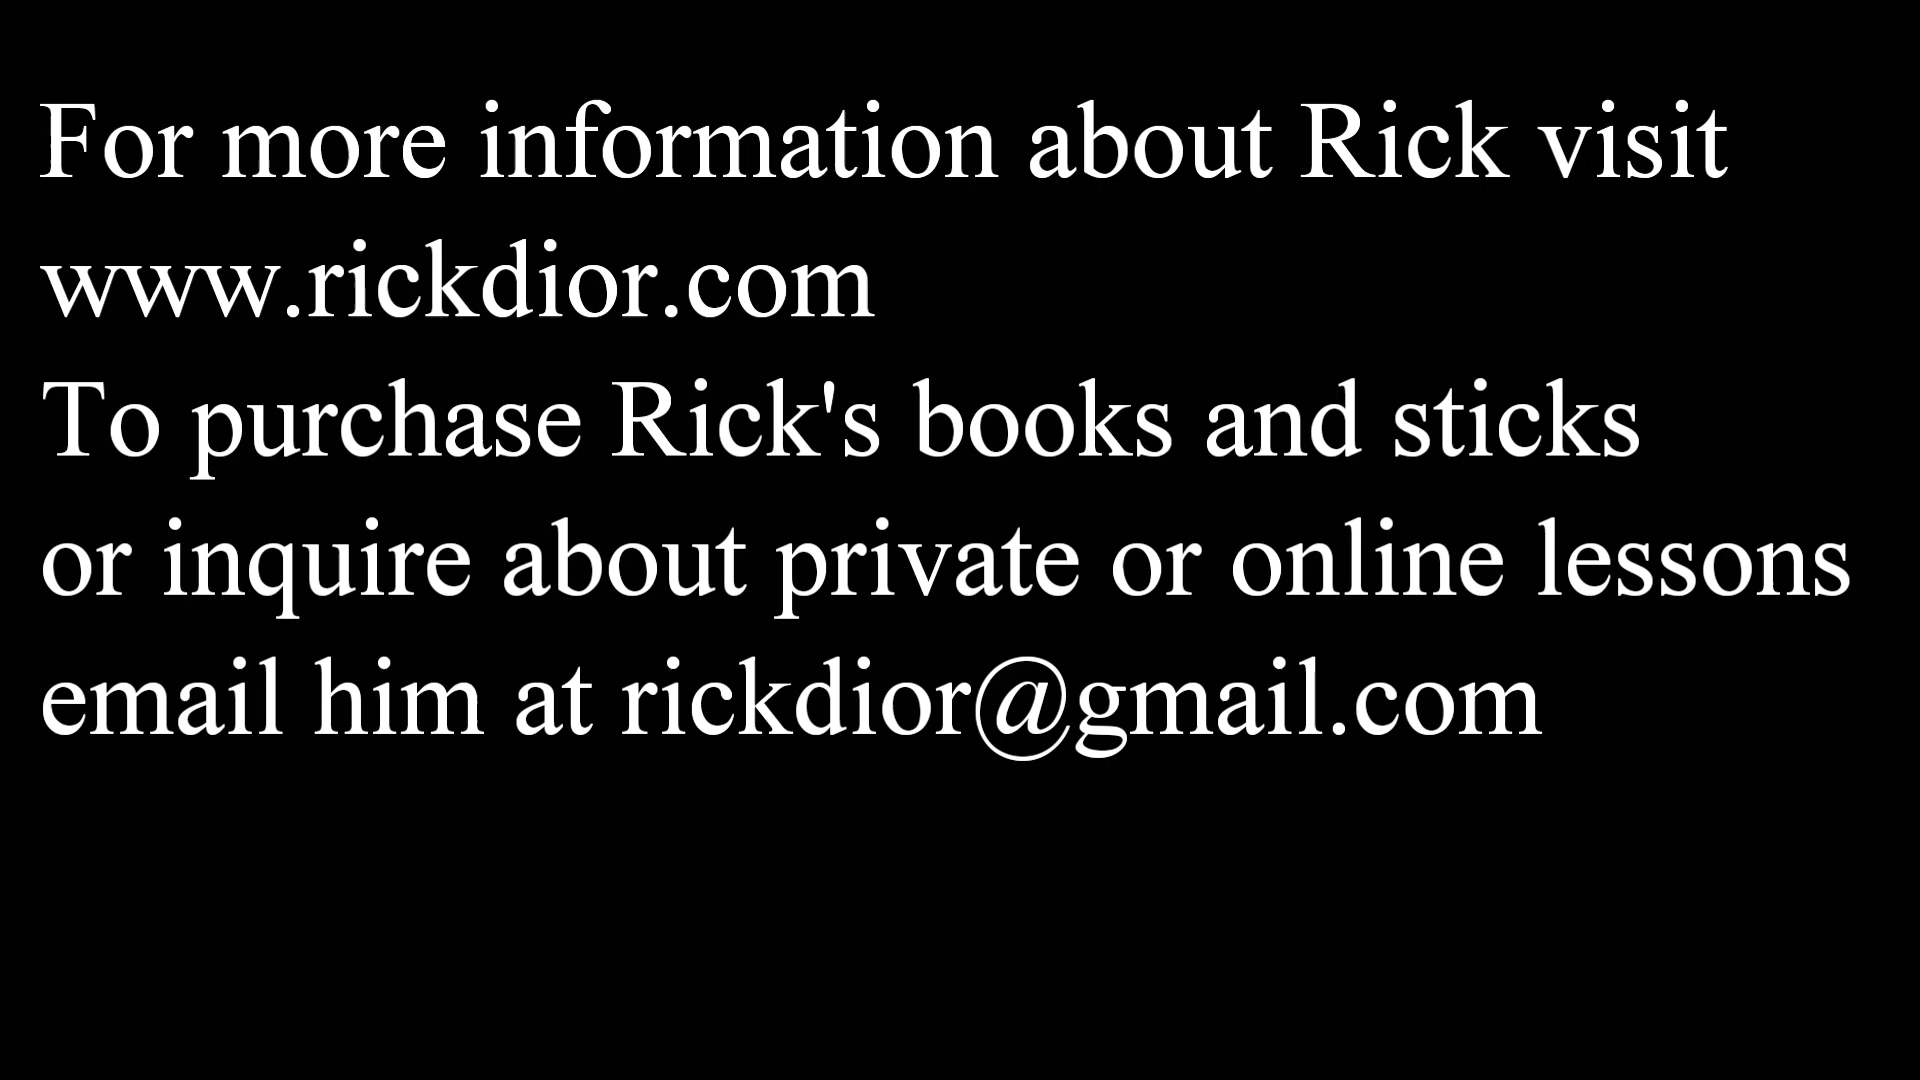 For more information about Rick visit
www.rickdior.com
To purchase Rick's books and sticks
or inquire about private or online lessons
email him at rickdior@gmail.com